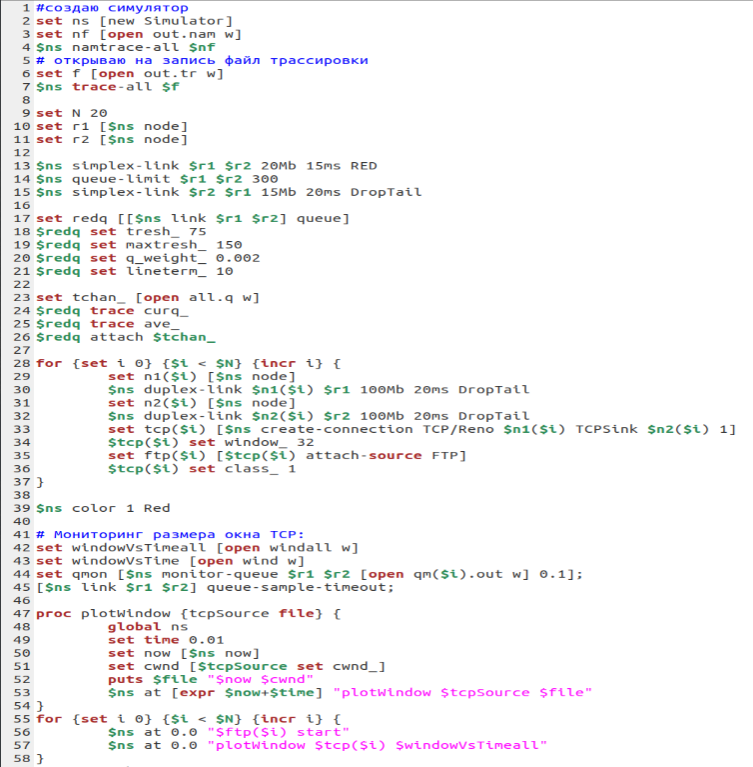 1 #создаю симулятор
2 set ns [new Simulator]
3 set nf [open out.nam w]
4 $ns namtrace-all $nf
5 # открываю на запись файл трассировки
6 set f [open out.tr w]
7 $ns trace-all $f
8
9 set N 20
10 set r1 [$ns node]
11 set r2 [$ns node]
12
13 $ns simplex-link $r1 $r2 20Mb 15ms RED
14 $ns queue-limit $r1 $r2 300
15 $ns simplex-link $r2 $r1 15Mb 20ms DropTail
16
17 set redq [[$ns link $r1 $r2] queue]
18 $redq set tresh_ 75
19 $redq set maxtresh_ 150
20 $redq set q_weight_ 0.002
21 $redq set lineterm_ 10
22
23 set tchan_ [open all.q w]
24 $redq trace curq_
25 $redq trace ave_
26 $redq attach $tchan_
27
28 for {set i 0} {$i < $N} {incr i} {
29 set n1($i) [$ns node]
30 $ns duplex-link $n1($i) $r1 100Mb 20ms DropTail
31 set n2($i) [$ns node]
32 $ns duplex-link $n2($i) $r2 100Mb 20ms DropTail
33 set tcp($i) [$ns create-connection TCP/Reno $n1($i) TCPSink $n2($i) 1]
34 $tcp($i) set window_ 32
35 set ftp($i) [$tcp($i) attach-source FTP]
36 $tcp($i) set class_ 1
37 }
38
39 $ns color 1 Red
40
41 # Мониторинг размера окна TCP:
42 set windowVsTimeall [open windall w]
43 set windowVsTime [open wind w]
44 set qmon [$ns monitor-queue $r1 $r2 [open qm($i).out w] 0.1];
45 [$ns link $r1 $r2] queue-sample-timeout;
46
47 proc plotWindow {tcpSource file} {
48 global ns
49 set time 0.01
50 set now [$ns now]
51 set cwnd [$tcpSource set cwnd_]
52 puts $file "$now $cwnd"
53 $ns at [expr $now+$time] "plotWindow $tcpSource $file"
54 }
55 for {set i 0} {$i < $N} {incr i} {
56 $ns at 0.0 "$ftp($i) start"
57 $ns at 0.0 "plotWindow $tcp($i) $windowVsTimeall"
58 }